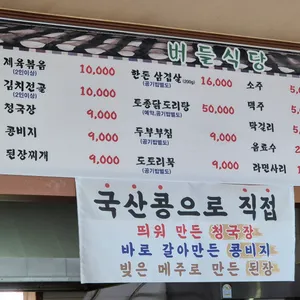 버들식당
제육볶음 10,000
(2인이상)
김치전골 10,000
(2인이상)
청국장 9,000
콩비지 9,000
된장찌개 9,000
한돈 삼겹살 (200g) 16,000
(공기밥별도)
토종닭도리탕 50,000
(예약,공기밥별도)
두부부침 9,000
(공기밥별도)
도토리묵 9,000
(공기밥별도)
소주
맥주
막걸리
음료수
라면사리
국산콩으로 직접
띄워 만든 청국장
바로 갈아만든 콩비지
빚은 메주로 만든 된장